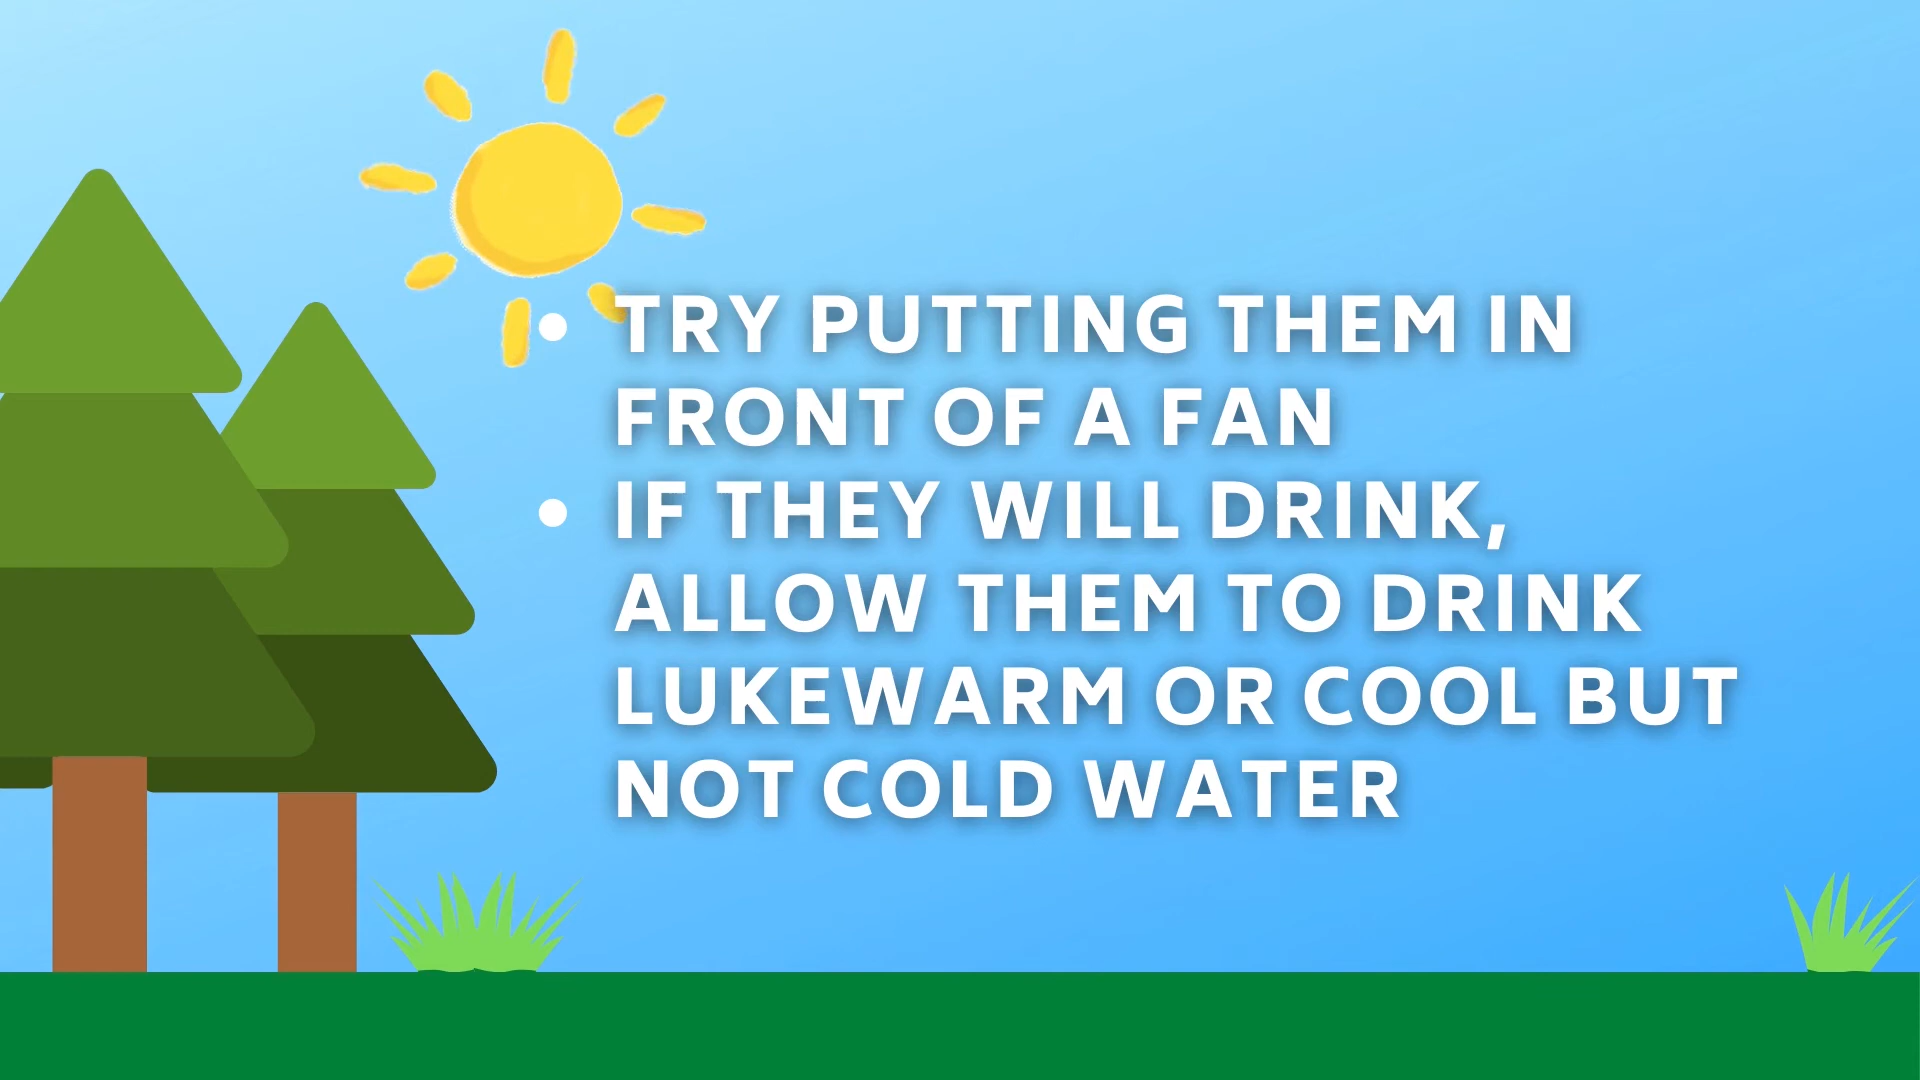 • TRY PUTTING THEM IN
FRONT OF A FAN
• IF THEY WILL DRINK,
ALLOW THEM TO DRINK
LUKEWARM OR COOL BUT
NOT COLD WATER